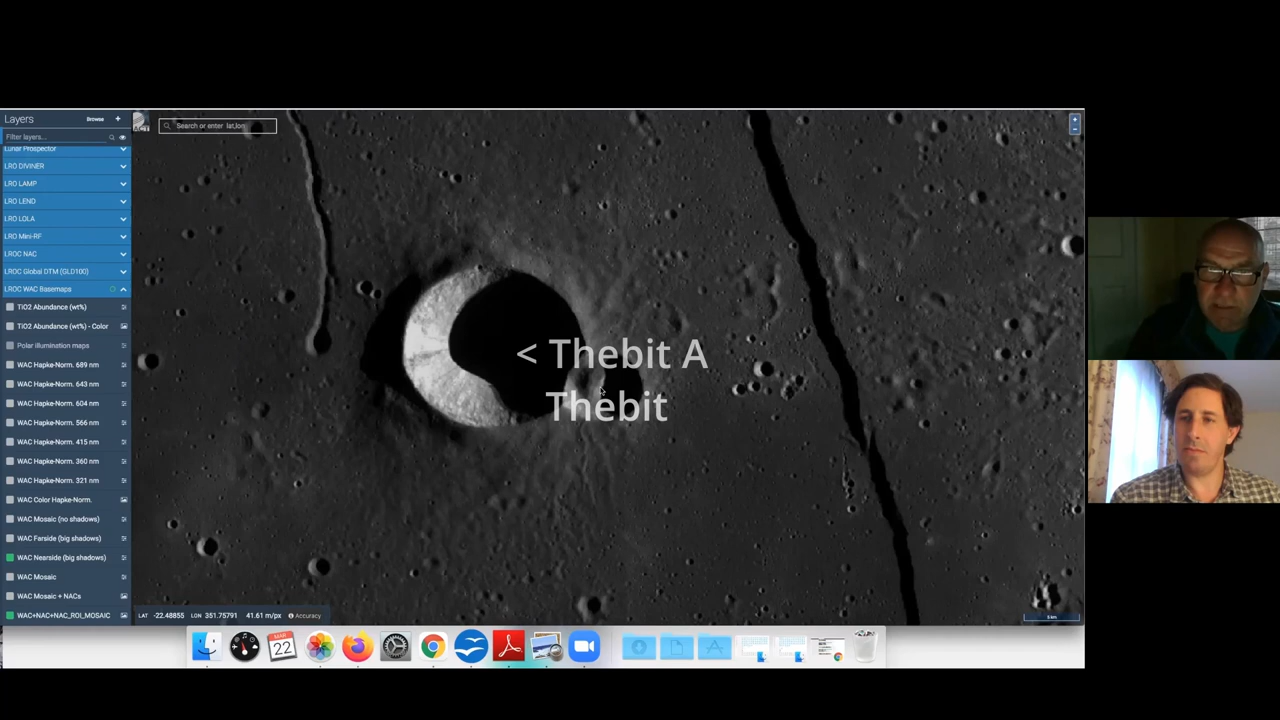 Layers
Browse
+
Search or enter lat,lon
ACT
+
-
Filter layers...
Lunar Prospector
LRO DIVINER
LRO LAMP
LRO LEND
LRO LOLA
LRO Mini-RF
LROC NAC
LROC Global DTM (GLD100)
LROC WAC Basemaps
TiO2 Abundance (wt%)
TiO2 Abundance (wt%) - Color
Polar illumination maps
WAC Hapke-Norm. 689 nm
WAC Hapke-Norm. 643 nm
WAC Hapke-Norm. 604 nm
WAC Hapke-Norm. 566 nm
WAC Hapke-Norm. 415 nm
WAC Hapke-Norm. 360 nm
WAC Hapke-Norm. 321 nm
WAC Color Hapke-Norm.
WAC Mosaic (no shadows)
WAC Farside (big shadows)
WAC Nearside (big shadows)
WAC Mosaic
WAC Mosaic + NACs
WAC+NAC+NAC_ROI_MOSAIC
< Thebit A
Thebit
LAT -22.48855 LON 351.75791 41.61 m/px Accuracy
5 km
MAR
22